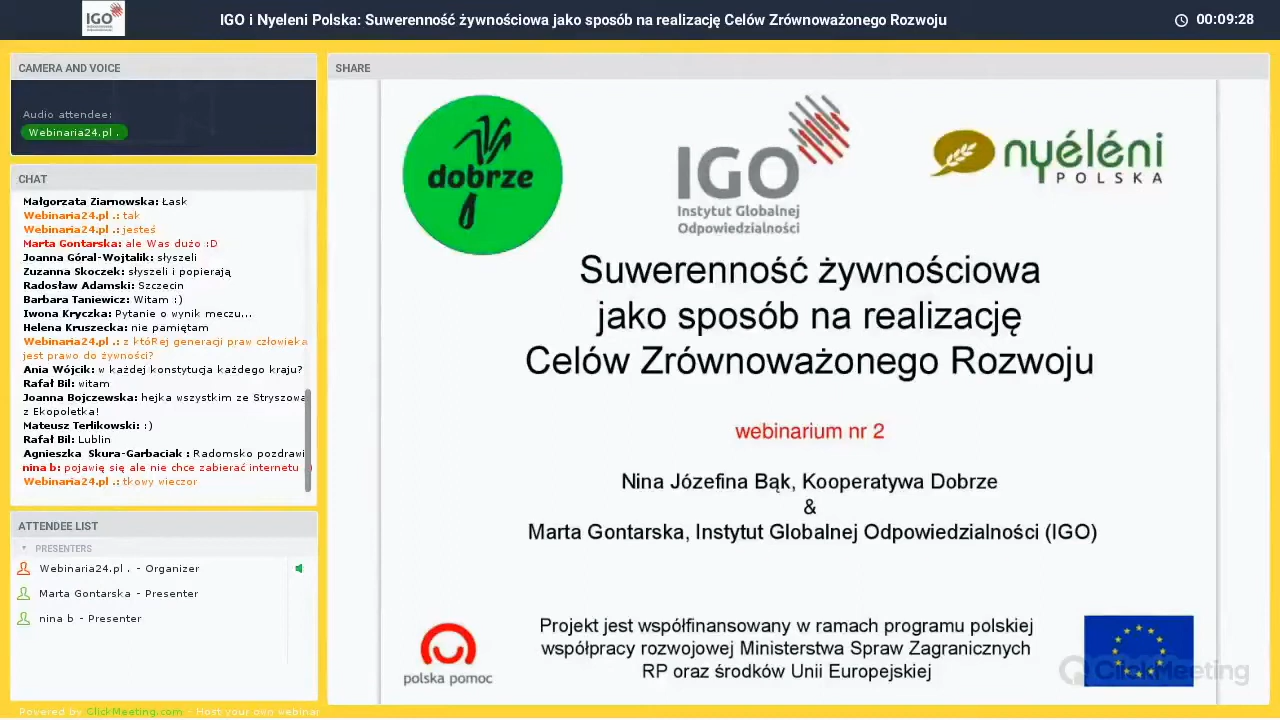 IGO
IGO i Nyeleni Polska: Suwerenność żywnościowa jako sposób na realizację Celów Zrównoważonego Rozwoju
00:09:28
CAMERA AND VOICE
Audio attendee:
Webinaria24.pl .
CHAT
Małgorzata Ziarnowska: Łask
Webinaria24.pl .: tak
Webinaria24.pl .: jesteś
Marta Gontarska: ale Was dużo :D
Joanna Góral-Wojtalik: słyszeli
Zuzanna Skoczek: słyszeli i popierają
Radosław Adamski: Szczecin
Barbara Taniewicz: Witam :)
Iwona Kryczka: Pytanie o wynik meczu...
Helena Kruszecka: nie pamiętam
Webinaria24.pl .: z któRej generacji praw człowieka
jest prawo do żywności?
Ania Wójcik: w każdej konstytucja każdego kraju?
Rafał Bil: witam
Joanna Bojczewska: hejka wszystkim ze Stryszowa
z Ekopoletka!
Mateusz Terlikowski: :)
Rafał Bil: Lublin
Agnieszka Skura-Garbaciak : Radomsko pozdrawi
nina b: pojawię się ale nie chce zabierać internetu :)
Webinaria24.pl .: tkowy wieczor
ATTENDEE LIST
PRESENTERS
Webinaria24.pl . - Organizer
Marta Gontarska - Presenter
nina b - Presenter
Powered by ClickMeeting.com - Host your own webinar
SHARE
dobrze
IGO
Instytut Globalnej
Odpowiedzialności
nyéléni
POLSKA
Suwerenność żywnościowa
jako sposób na realizację
Celów Zrównoważonego Rozwoju
webinarium nr 2
Nina Józefina Bąk, Kooperatywa Dobrze
&
Marta Gontarska, Instytut Globalnej Odpowiedzialności (IGO)
polska pomoc
Projekt jest współfinansowany w ramach programu polskiej
współpracy rozwojowej Ministerstwa Spraw Zagranicznych
RP oraz środków Unii Europejskiej
ClickMeeting